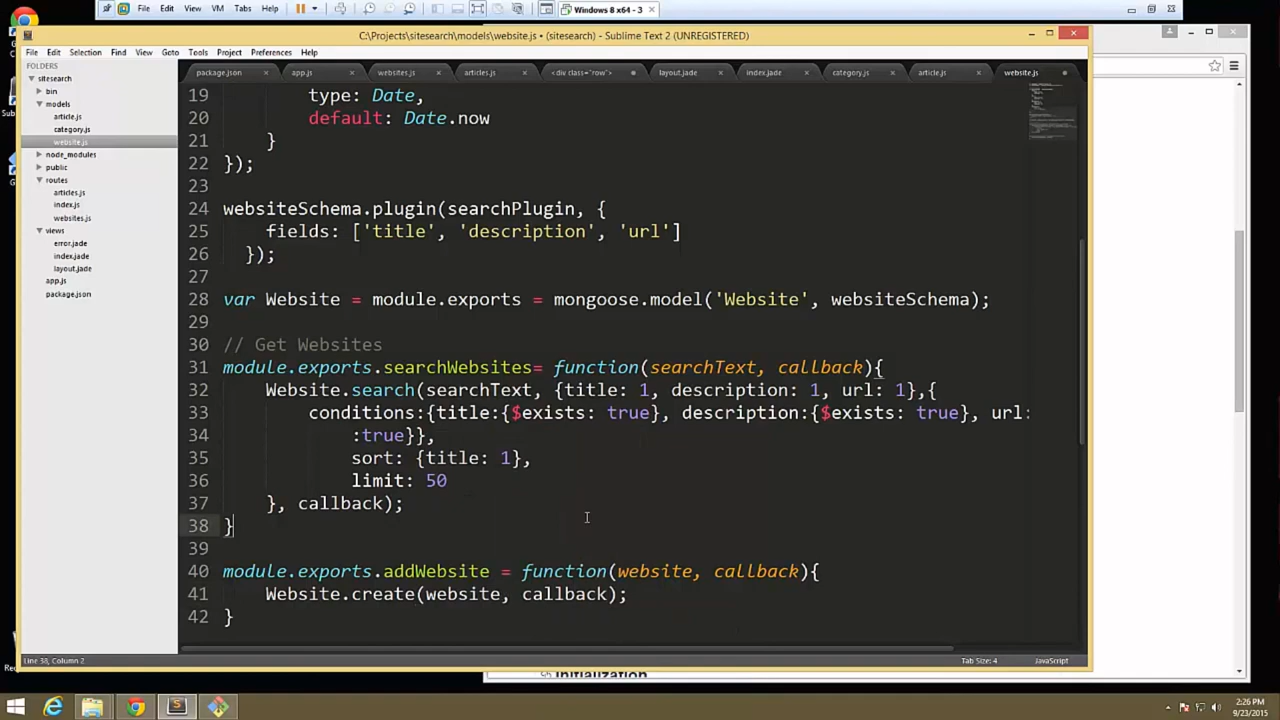 File Edit View VM Tabs Help
Windows 8 x64 - 3
C:\Projects\sitesearch\models\website.js • (sitesearch) - Sublime Text 2 (UNREGISTERED)
File Edit Selection Find View Goto Tools Project Preferences Help
FOLDERS
sitesearch
bin
models
article.js
category.js
website.js
node_modules
public
routes
articles.js
index.js
websites.js
views
error.jade
index.jade
layout.jade
app.js
package.json
package.json app.js websites.js articles.js <div class="row"> layout.jade index.jade category.js article.js website.js
19 type: Date,
20 default: Date.now
21 }
22 });
23
24 websiteSchema.plugin(searchPlugin, {
25 fields: ['title', 'description', 'url']
26 });
27
28 var Website = module.exports = mongoose.model('Website', websiteSchema);
29
30 // Get Websites
31 module.exports.searchWebsites= function(searchText, callback){
32 Website.search(searchText, {title: 1, description: 1, url: 1},{
33 conditions:{title:{$exists: true}, description:{$exists: true}, url:
34 :true}},
35 sort: {title: 1},
36 limit: 50
37 }, callback);
38 }
39
40 module.exports.addWebsite = function(website, callback){
41 Website.create(website, callback);
42 }
Line 38, Column 2
Tab Size: 4
JavaScript
Initialization
2:26 PM
9/23/2015